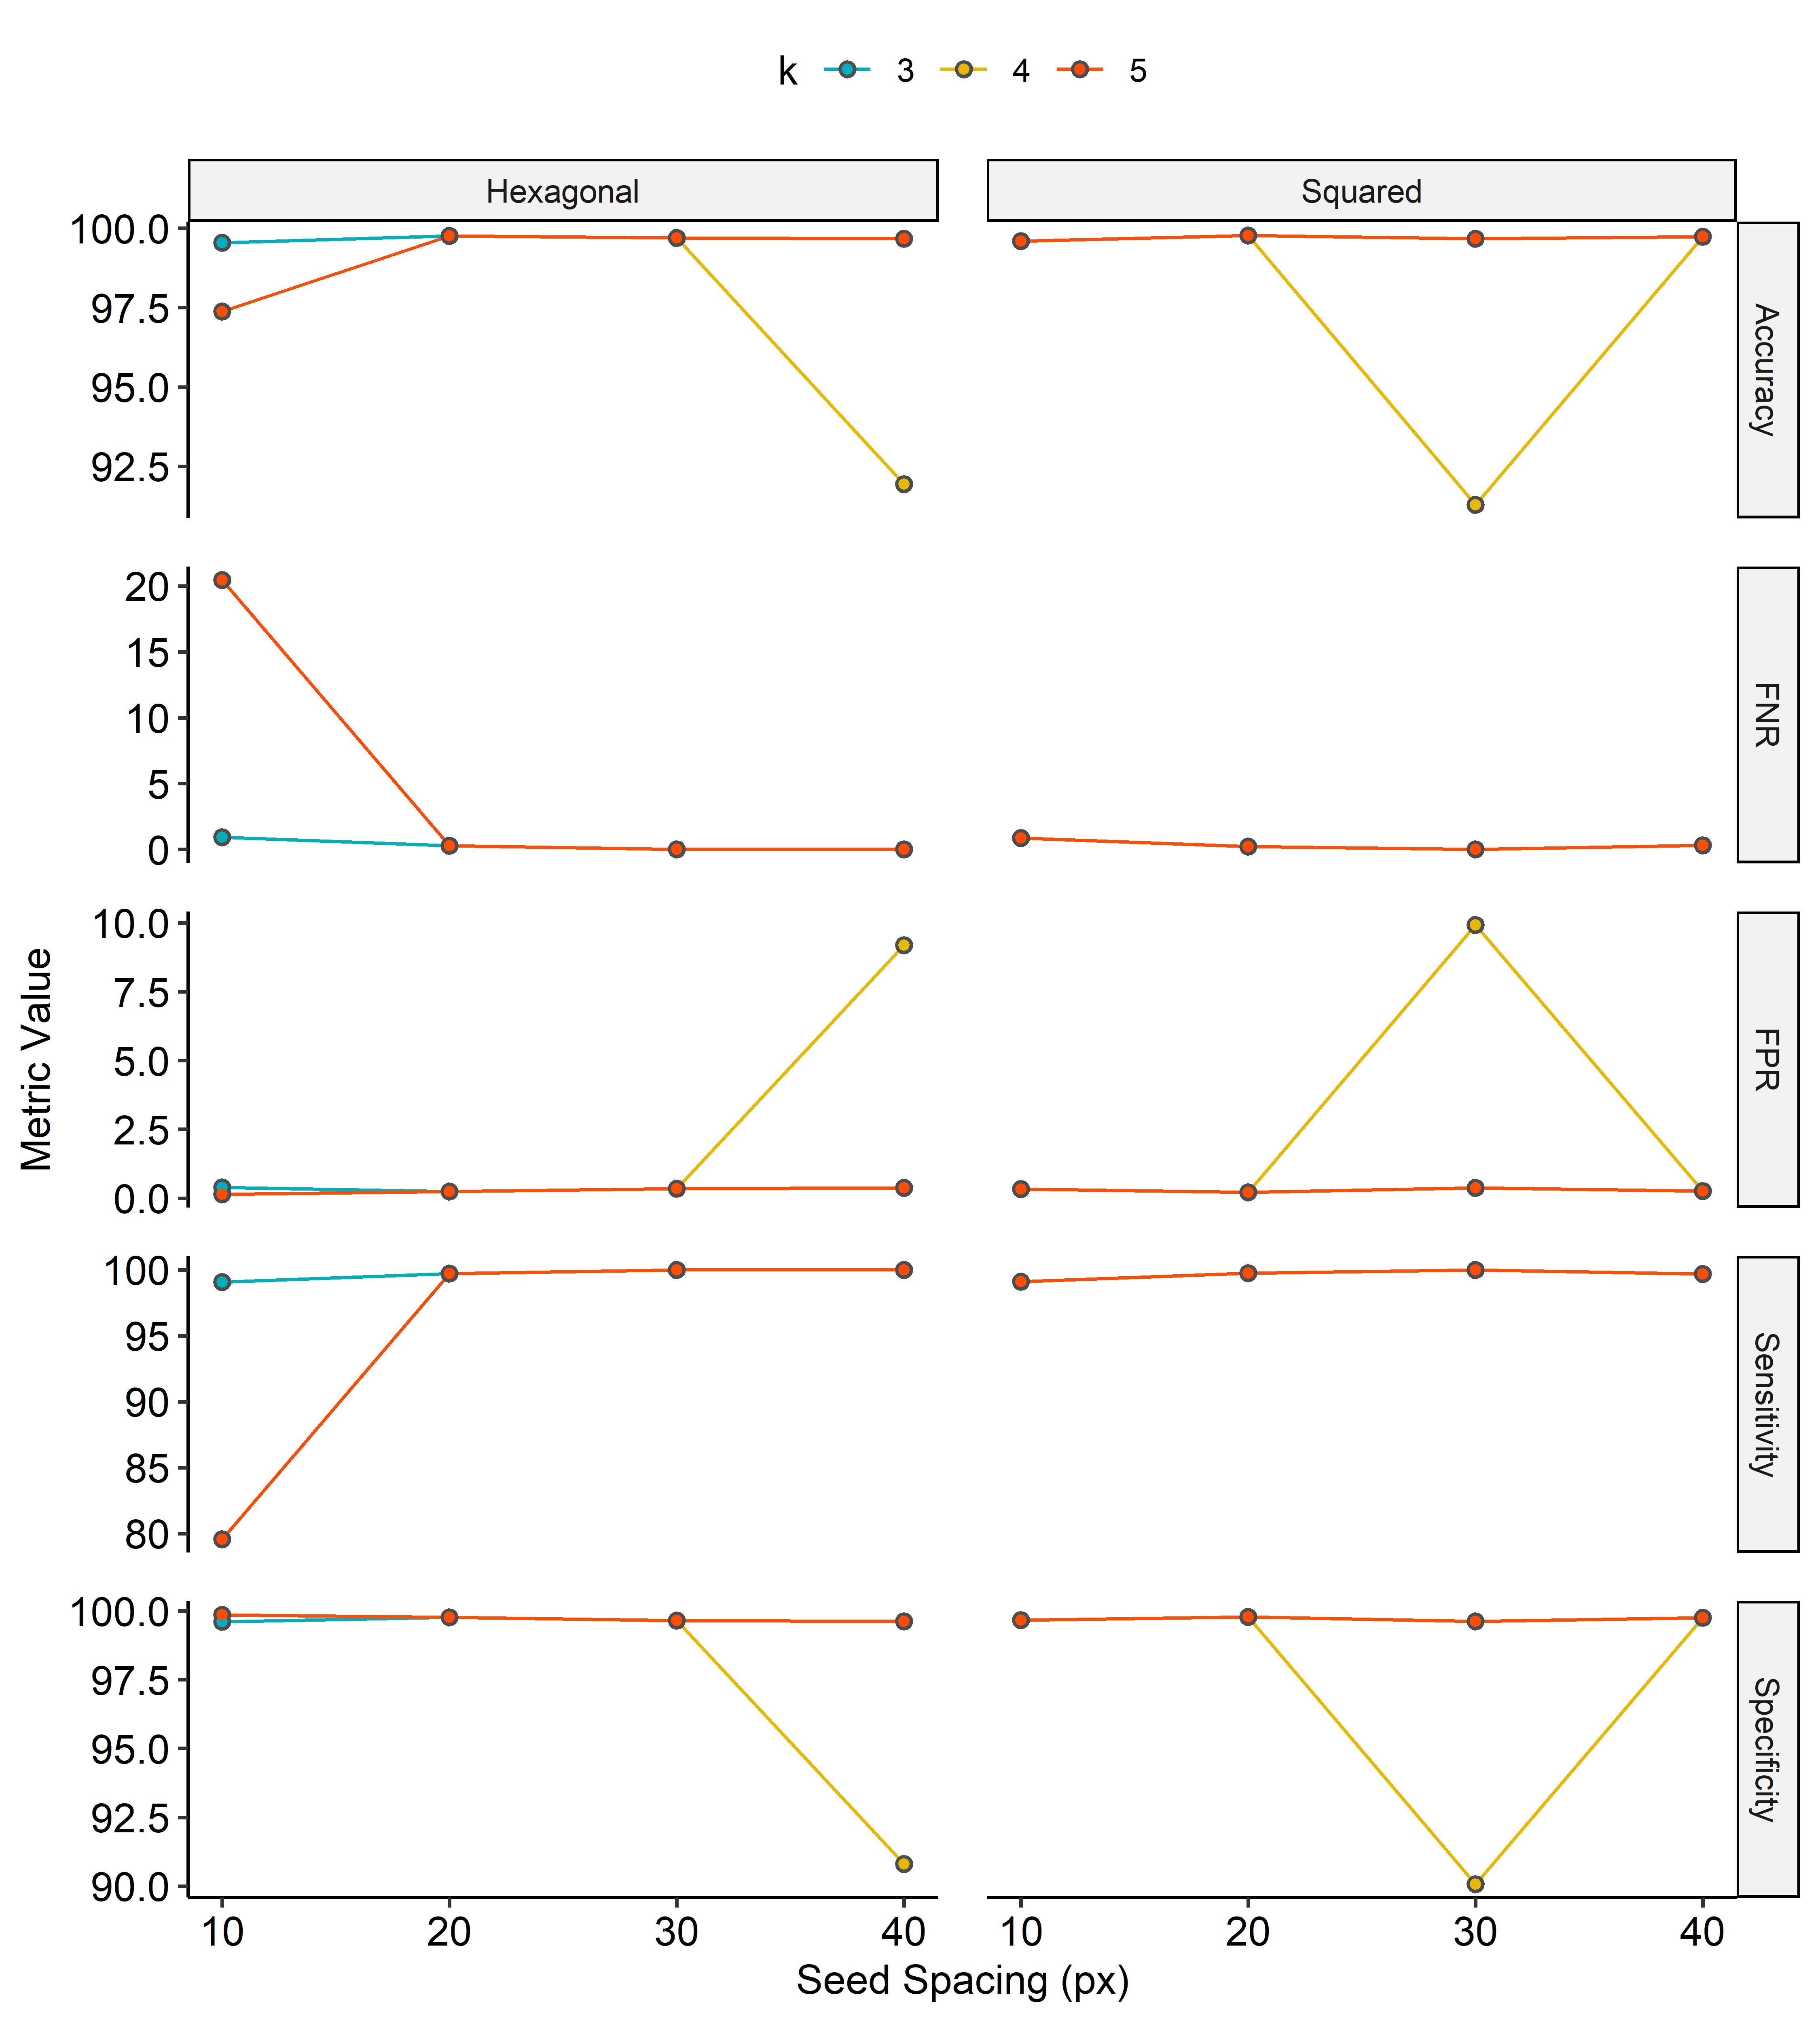 k 3 4 5
Hexagonal Squared
100.0
97.5
95.0
92.5
Accuracy
20
15
10
5
0
FNR
10.0
7.5
5.0
2.5
0.0
FPR
Metric Value
100
95
90
85
80
Sensitivity
100.0
97.5
95.0
92.5
90.0
Specificity
10 20 30 40 10 20 30 40
Seed Spacing (px)